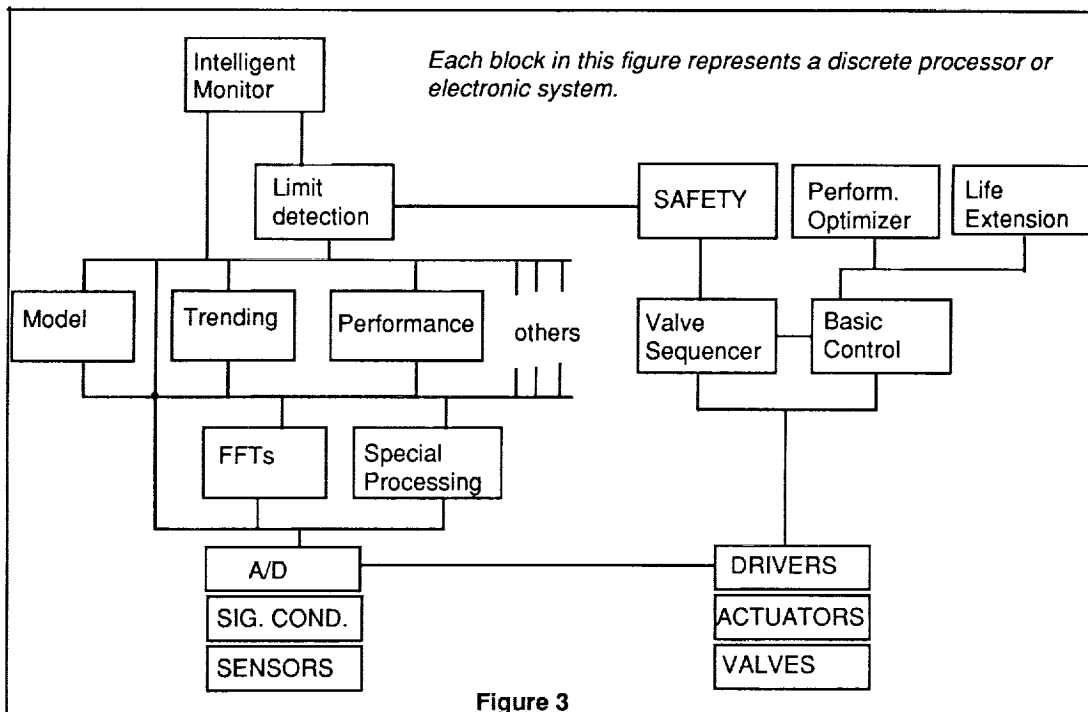 Intelligent
Monitor
Each block in this figure represents a discrete processor or
electronic system.
Limit
detection
SAFETY
Perform.
Optimizer
Life
Extension
Model
Trending
Performance
others
Valve
Sequencer
Basic
Control
FFTs
Special
Processing
A/D
DRIVERS
SIG. COND.
ACTUATORS
SENSORS
VALVES
Figure 3